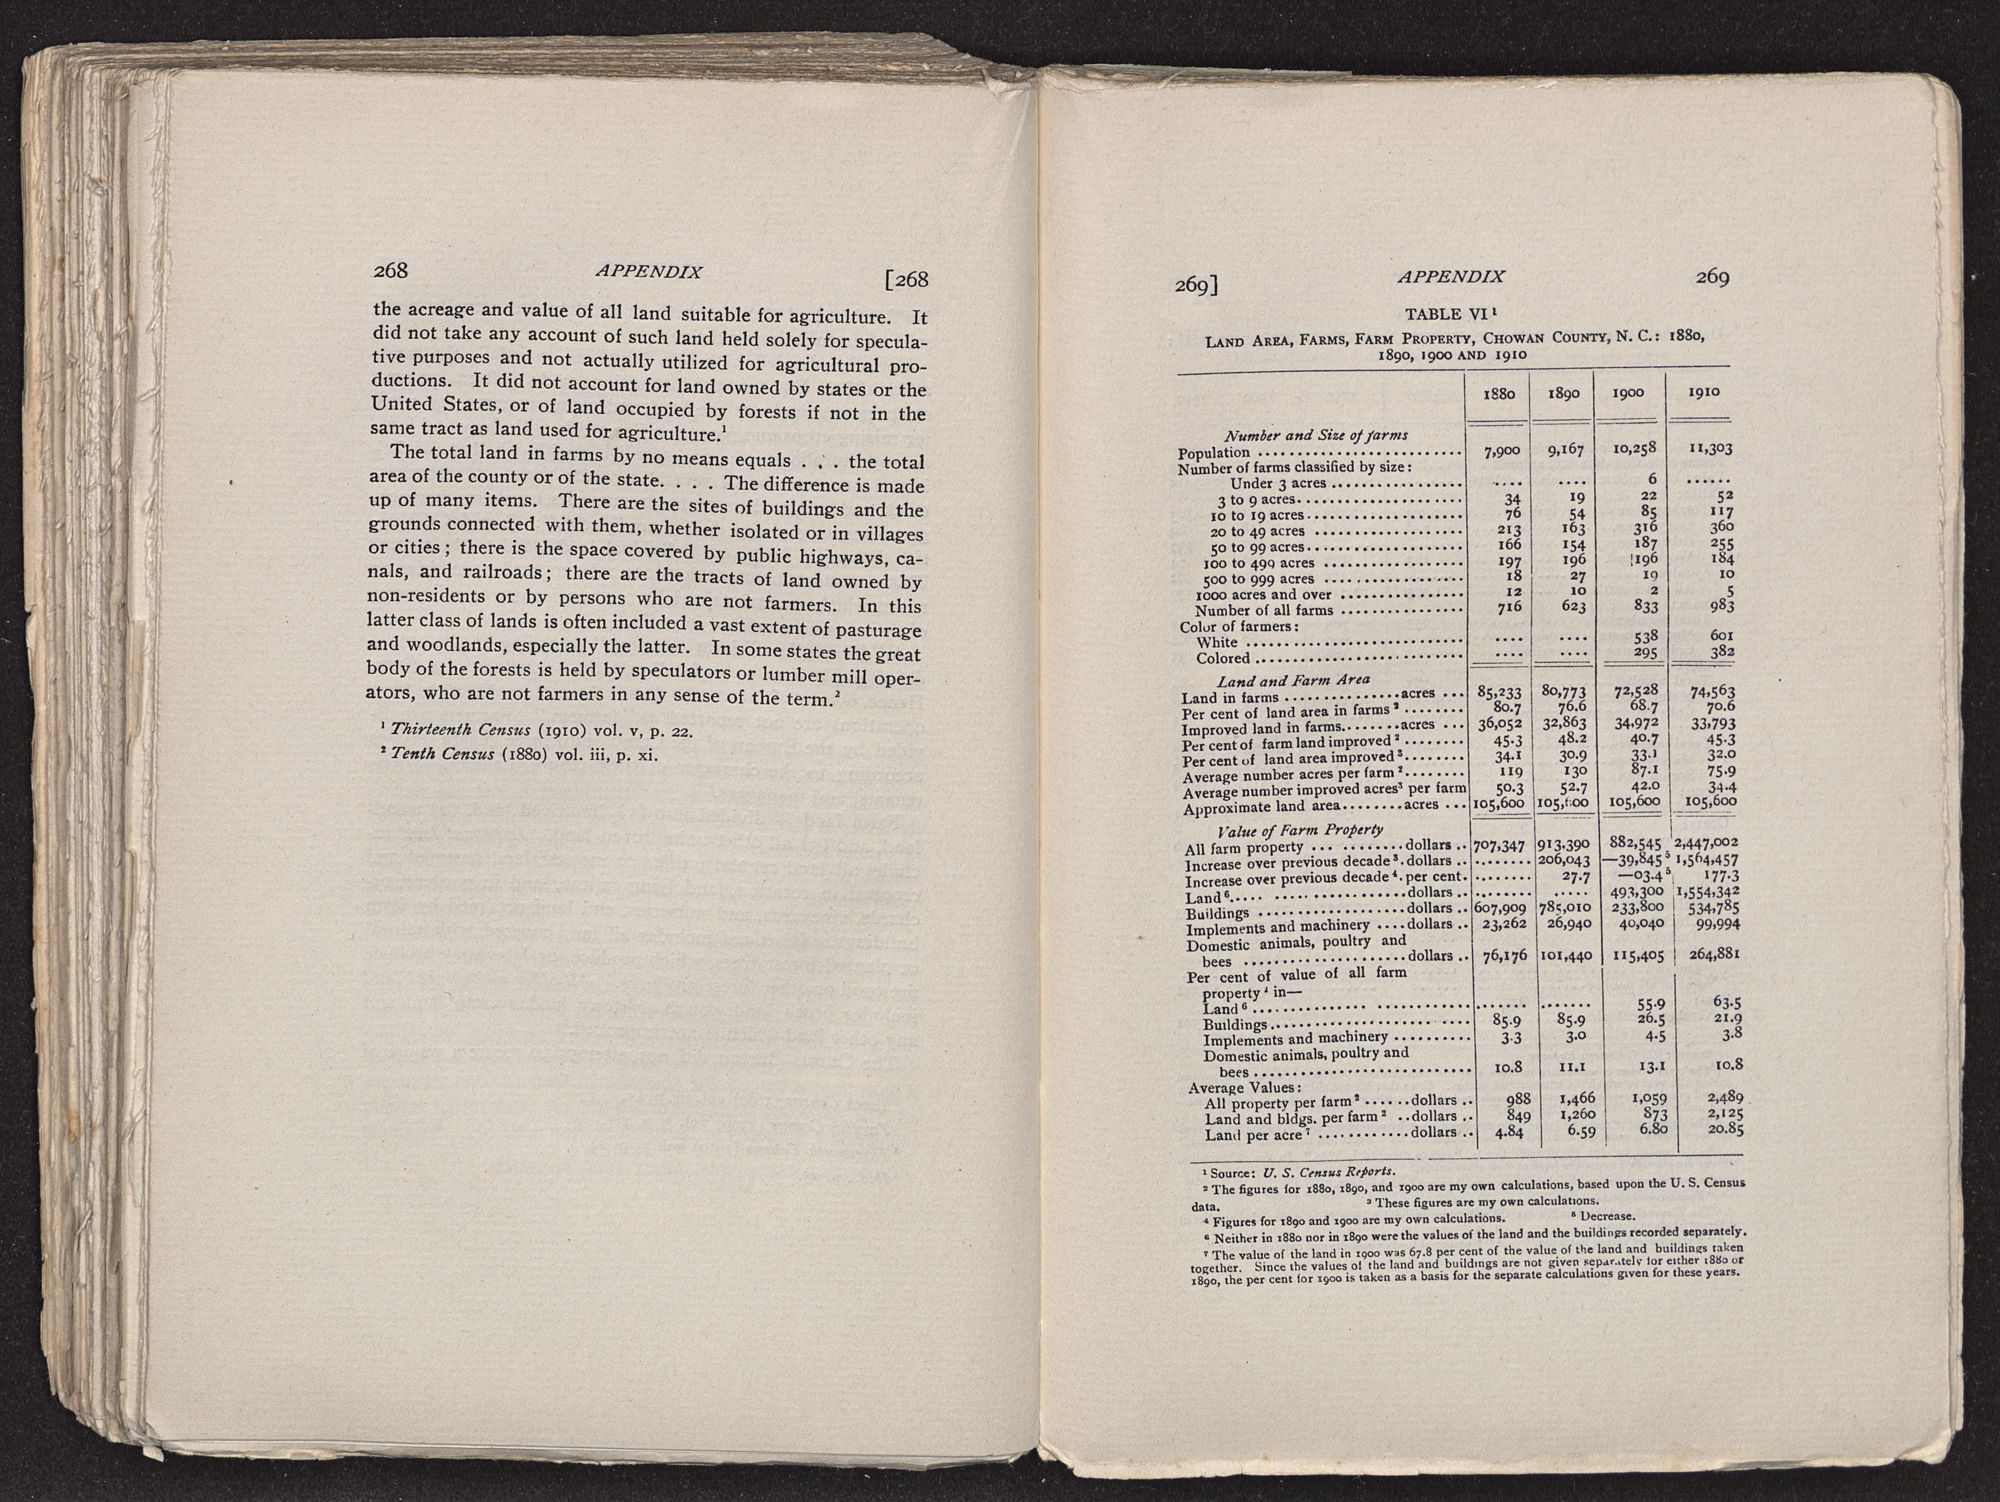 268 APPENDIX [268
the acreage and value of all land suitable for agriculture. It
did not take any account of such land held solely for specula-
tive purposes and not actually utilized for agricultural pro-
ductions. It did not account for land owned by states or the
United States, or of land occupied by forests if not in the
same tract as land used for agriculture.¹
The total land in farms by no means equals . . . the total
area of the county or of the state. . . . The difference is made
up of many items. There are the sites of buildings and the
grounds connected with them, whether isolated or in villages
or cities; there is the space covered by public highways, ca-
nals, and railroads; there are the tracts of land owned by
non-residents or by persons who are not farmers. In this
latter class of lands is often included a vast extent of pasturage
and woodlands, especially the latter. In some states the great
body of the forests is held by speculators or lumber mill oper-
ators, who are not farmers in any sense of the term.²
¹ Thirteenth Census (1910) vol. v, p. 22.
² Tenth Census (1880) vol. iii, p. xi.
269] APPENDIX 269
TABLE VI¹
LAND AREA, FARMS, FARM PROPERTY, CHOWAN COUNTY, N. C.: 1880,
1890, 1900 AND 1910
1880 1890 1900 1910
Number and Size of farms
Population .......................... 7,900 9,167 10,258 11,303
Number of farms classified by size:
Under 3 acres ................. .... .... 6 ......
3 to 9 acres..................... 34 19 22 52
10 to 19 acres.................... 76 54 85 117
20 to 49 acres ................... 213 163 316 360
50 to 99 acres.................... 166 154 187 255
100 to 499 acres .................. 197 196 196 184
500 to 999 acres .................. 18 27 19 10
1000 acres and over ................ 12 10 2 5
Number of all farms ................ 716 623 833 983
Color of farmers:
White ............................ .... .... 538 601
Colored ........................... .... .... 295 382
Land and Farm Area
Land in farms ...............acres ... 85,233 80,773 72,528 74,563
Per cent of land area in farms ² ........ 80.7 76.6 68.7 70.6
Improved land in farms........acres ... 36,052 32,863 34,972 33,793
Per cent of farm land improved ² ........ 45.3 48.2 40.7 45.3
Per cent of land area improved ³........ 34.1 30.9 33.1 32.0
Average number acres per farm ²........ 119 130 87.1 75.9
Average number improved acres³ per farm 50.3 52.7 42.0 34.4
Approximate land area........acres ... 105,600 105,600 105,600 105,600
Value of Farm Property
All farm property ... ........ dollars .. 707,347 913,390 882,545 2,447,002
Increase over previous decade ³. dollars .. ........ 206,043 —39,845 ⁵ 1,564,457
Increase over previous decade ⁴. per cent. ........ 27.7 —03.4 ⁵ 177.3
Land ⁶..... .................dollars .. ........ ..... 493,300 1,554,342
Buildings ...................dollars .. 607,909 785,010 233,800 534,785
Implements and machinery ....dollars .. 23,262 26,940 40,040 99,994
Domestic animals, poultry and
bees .....................dollars .. 76,176 101,440 115,405 264,881
Per cent of value of all farm
property ⁴ in—
Land ⁶ ............... ............ ....... ....... 55.9 63.5
Buildings.......................... 85.9 85.9 26.5 21.9
Implements and machinery .......... 3.3 3.0 4.5 3.8
Domestic animals, poultry and
bees ............................ 10.8 11.1 13.1 10.8
Average Values:
All property per farm ² ......dollars .. 988 1,466 1,059 2,489
Land and bldgs. per farm ² ..dollars .. 849 1,260 873 2,125
Land per acre ⁷ ............dollars .. 4.84 6.59 6.80 20.85
¹ Source: U. S. Census Reports.
² The figures for 1880, 1890, and 1900 are my own calculations, based upon the U. S. Census
data. ³ These figures are my own calculations.
⁴ Figures for 1890 and 1900 are my own calculations. ⁵ Decrease.
⁶ Neither in 1880 nor in 1890 were the values of the land and the buildings recorded separately.
⁷ The value of the land in 1900 was 67.8 per cent of the value of the land and buildings taken
together. Since the values of the land and buildings are not given separately for either 1880 or
1890, the per cent for 1900 is taken as a basis for the separate calculations given for these years.